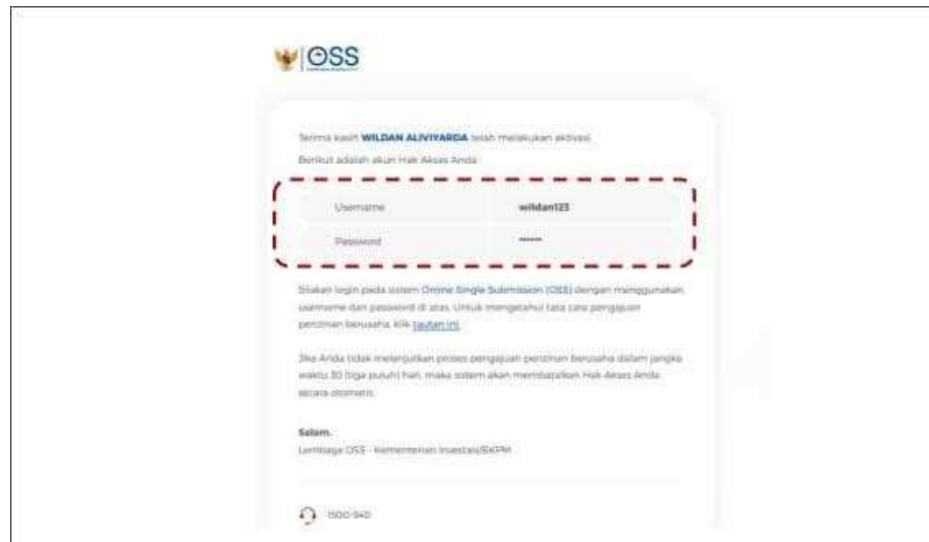 OSS
Terima kasih WILDAN ALIVIYARDA telah melakukan aktivasi.
Berikut adalah akun Hak Akses Anda:
Username wildan123
Password ******
Silakan login pada sistem Online Single Submission (OSS) dengan menggunakan
username dan password di atas. Untuk mengetahui tata cara pengajuan
perizinan berusaha, klik tautan ini.
Jika Anda tidak melanjutkan proses pengajuan perizinan berusaha dalam jangka
waktu 30 (tiga puluh) hari, maka sistem akan membatalkan Hak Akses Anda
secara otomatis.
Salam,
Lembaga OSS - Kementerian Investasi/BKPM
1500-940